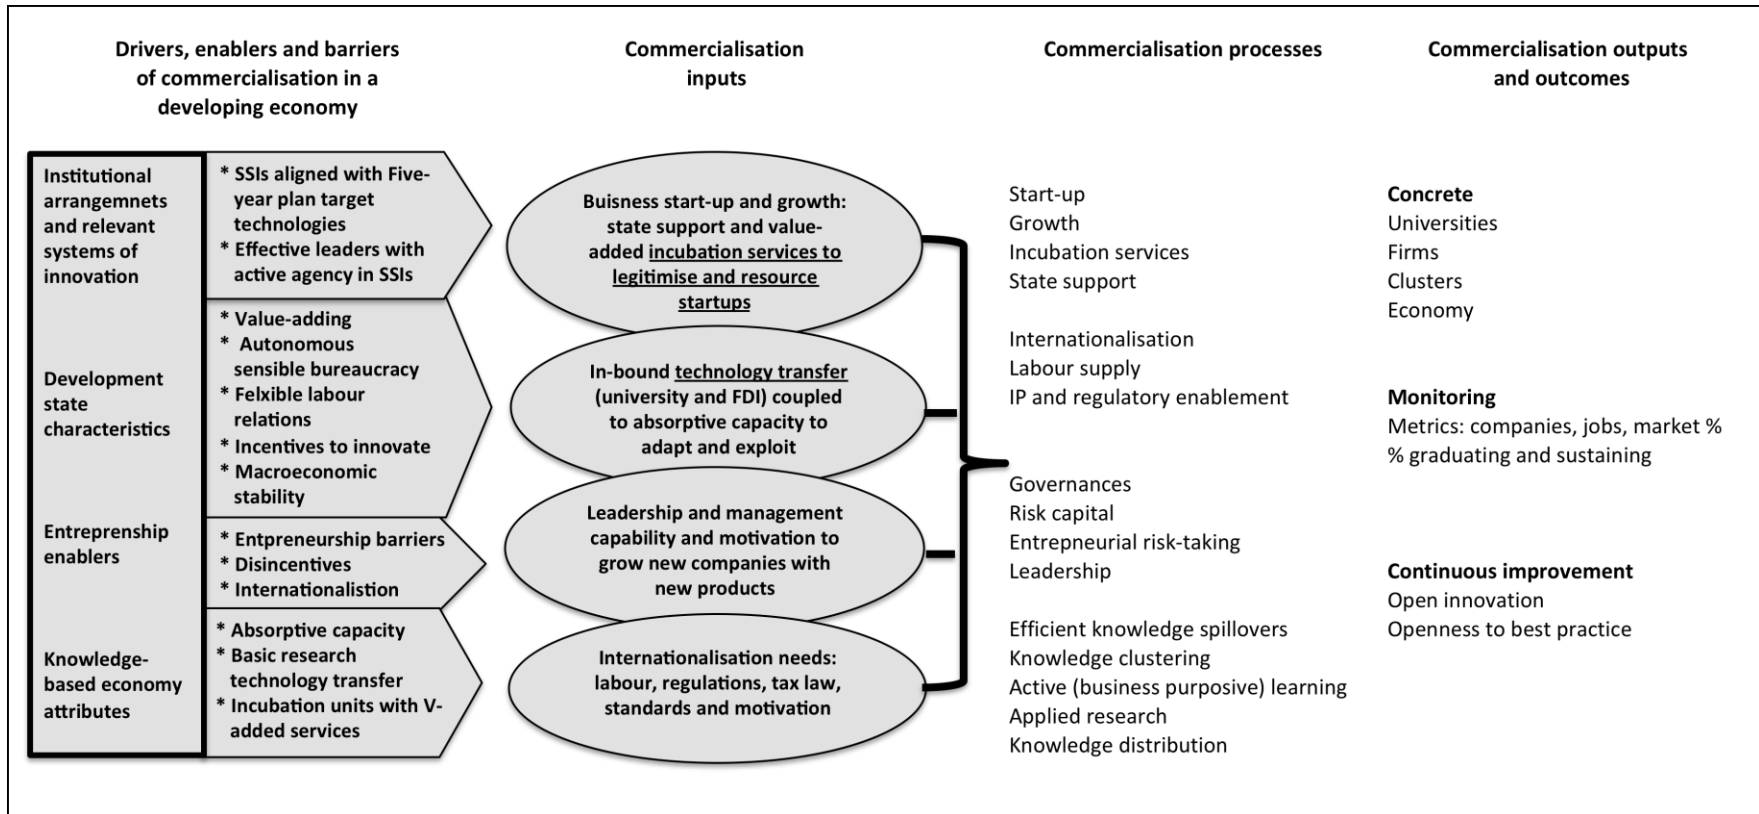 Drivers, enablers and barriers
of commercialisation in a
developing economy
Commercialisation
inputs
Commercialisation processes
Commercialisation outputs
and outcomes
Institutional
arrangemnets
and relevant
systems of
innovation
* SSIs aligned with Five-
year plan target
technologies
* Effective leaders with
active agency in SSIs
Development
state
characteristics
* Value-adding
* Autonomous
sensible bureaucracy
* Felxible labour
relations
* Incentives to innovate
* Macroeconomic
stability
Entreprenship
enablers
* Entpreneurship barriers
* Disincentives
* Internationalistion
Knowledge-
based economy
attributes
* Absorptive capacity
* Basic research
technology transfer
* Incubation units with V-
added services
Buisness start-up and growth:
state support and value-
added incubation services to
legitimise and resource
startups
In-bound technology transfer
(university and FDI) coupled
to absorptive capacity to
adapt and exploit
Leadership and management
capability and motivation to
grow new companies with
new products
Internationalisation needs:
labour, regulations, tax law,
standards and motivation
Start-up
Growth
Incubation services
State support
Internationalisation
Labour supply
IP and regulatory enablement
Governances
Risk capital
Entrepneurial risk-taking
Leadership
Efficient knowledge spillovers
Knowledge clustering
Active (business purposive) learning
Applied research
Knowledge distribution
Concrete
Universities
Firms
Clusters
Economy
Monitoring
Metrics: companies, jobs, market %
% graduating and sustaining
Continuous improvement
Open innovation
Openness to best practice